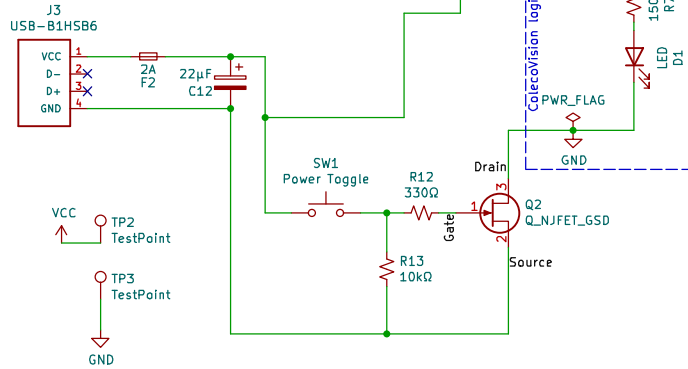 J3
USB-B1HSB6
VCC 1
D- 2
D+ 3
GND 4
2A
F2
+
22µF
C12
ColecoVision logi
150
R7
LED
D1
PWR_FLAG
GND
SW1
Power Toggle
R12
330Ω
Drain
3
1
Gate
Q2
Q_NJFET_GSD
2
Source
R13
10kΩ
VCC
TP2
TestPoint
TP3
TestPoint
GND